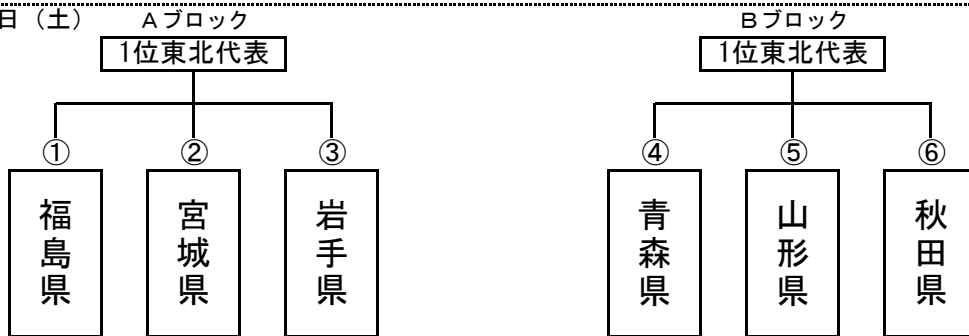 日（土）
Aブロック
Bブロック
1位東北代表
1位東北代表
①
②
③
④
⑤
⑥
福島県
宮城県
岩手県
青森県
山形県
秋田県